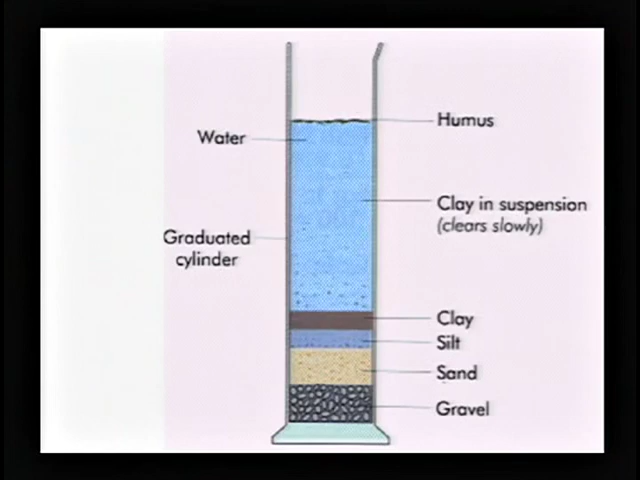 Humus
Water
Clay in suspension
(clears slowly)
Graduated
cylinder
Clay
Silt
Sand
Gravel